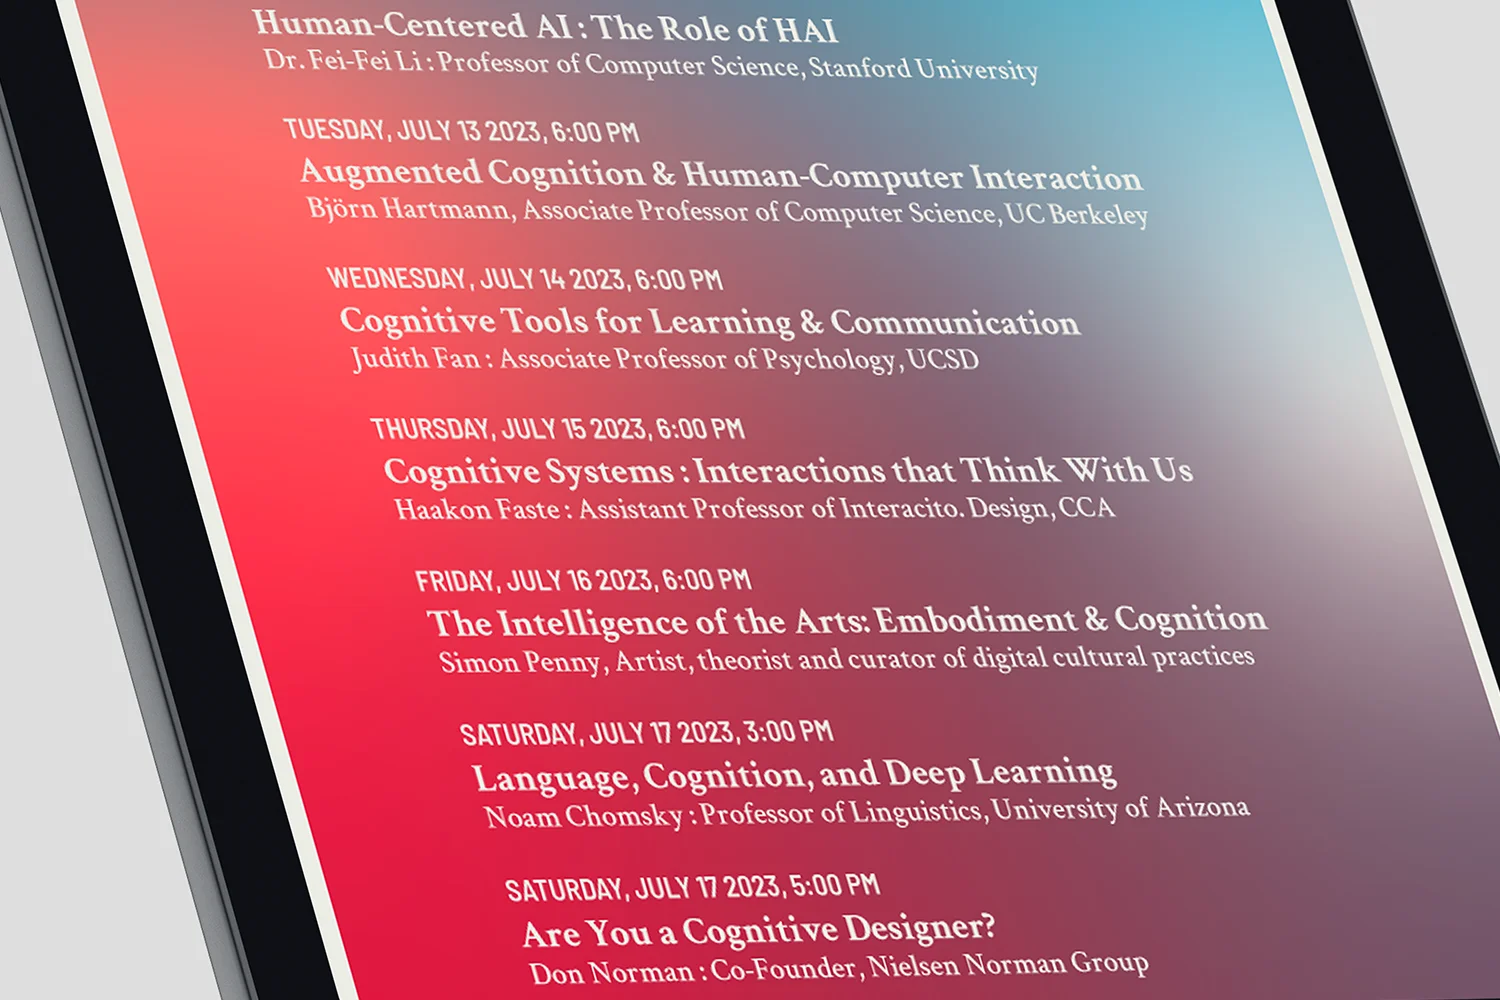 Human-Centered AI : The Role of HAI
Dr. Fei-Fei Li : Professor of Computer Science, Stanford University
TUESDAY, JULY 13 2023, 6:00 PM
Augmented Cognition & Human-Computer Interaction
Björn Hartmann, Associate Professor of Computer Science, UC Berkeley
WEDNESDAY, JULY 14 2023, 6:00 PM
Cognitive Tools for Learning & Communication
Judith Fan : Associate Professor of Psychology, UCSD
THURSDAY, JULY 15 2023, 6:00 PM
Cognitive Systems : Interactions that Think With Us
Haakon Faste : Assistant Professor of Interacito. Design, CCA
FRIDAY, JULY 16 2023, 6:00 PM
The Intelligence of the Arts: Embodiment & Cognition
Simon Penny, Artist, theorist and curator of digital cultural practices
SATURDAY, JULY 17 2023, 3:00 PM
Language, Cognition, and Deep Learning
Noam Chomsky : Professor of Linguistics, University of Arizona
SATURDAY, JULY 17 2023, 5:00 PM
Are You a Cognitive Designer?
Don Norman : Co-Founder, Nielsen Norman Group